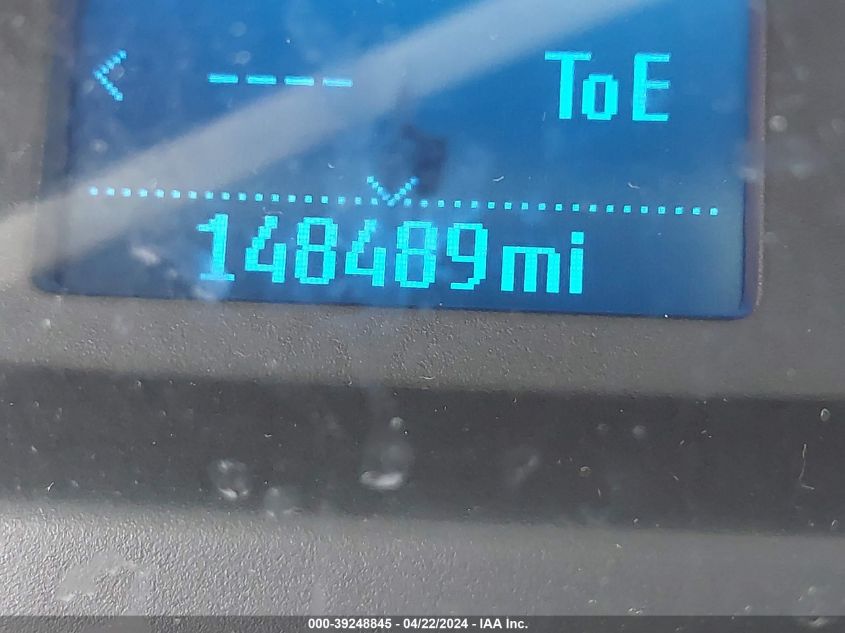 < ---- ToE
148489mi
000-39248845 - 04/22/2024 - IAA Inc.